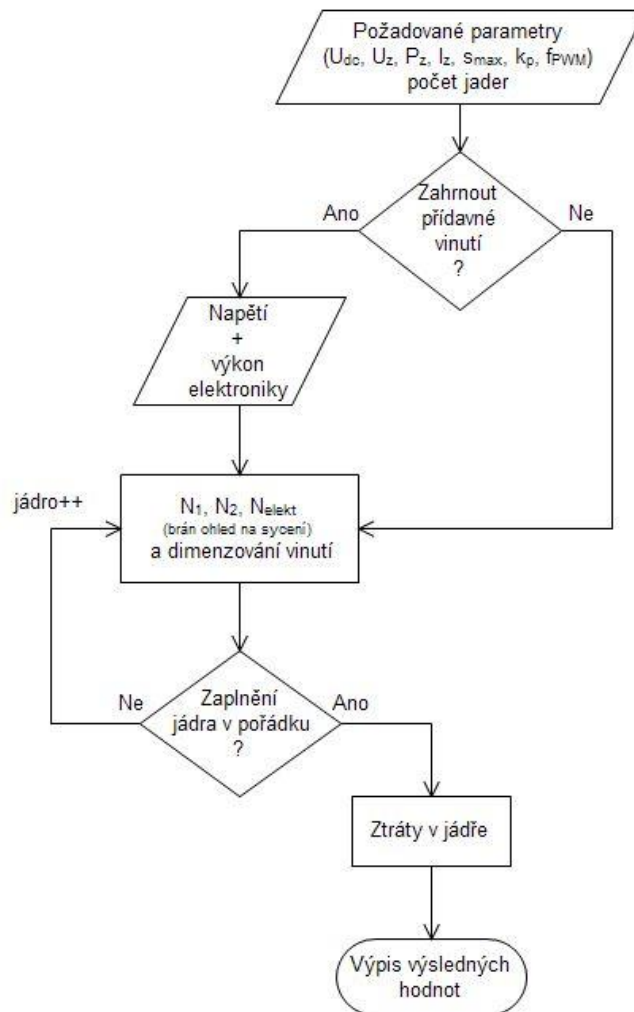 Požadované parametry
(Udc, Uz, Pz, Iz, smax, kp, fPWM)
počet jader
Zahrnout
přídavné
vinutí
?
Ano
Ne
Napětí
+
výkon
elektroniky
jádro++
N1, N2, Nelekt
(brán ohled na sycení)
a dimenzování vinutí
Zaplnění
jádra v pořádku
?
Ne
Ano
Ztráty v jádře
Výpis výsledných
hodnot